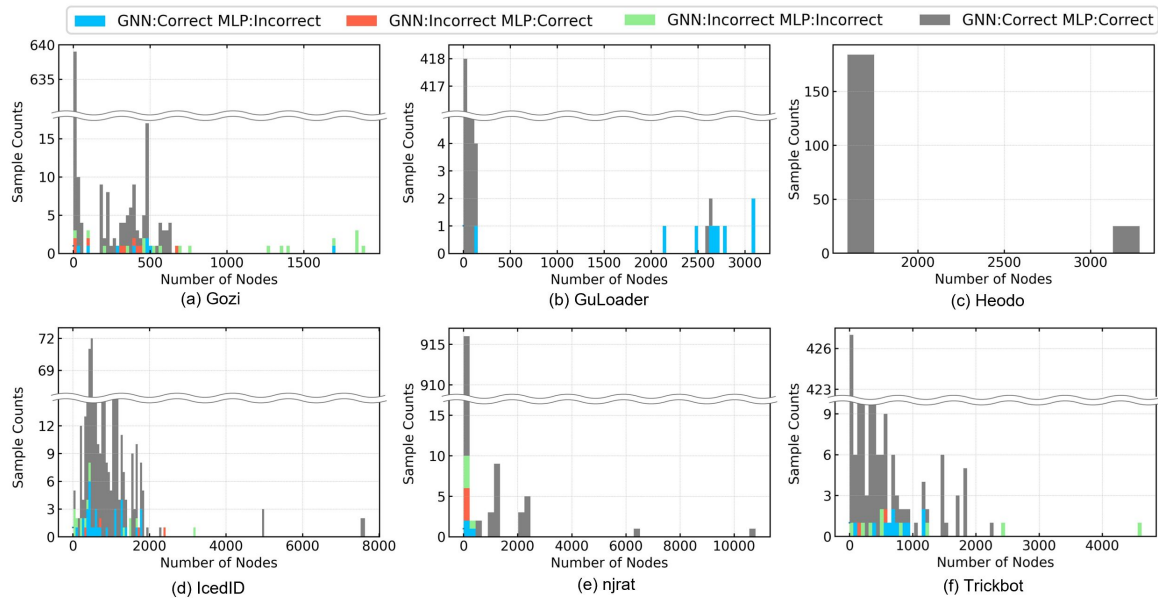 GNN:Correct MLP:Incorrect GNN:Incorrect MLP:Correct GNN:Incorrect MLP:Incorrect GNN:Correct MLP:Correct
640
635
15
10
5
0
0 500 1000 1500
Sample Counts
Number of Nodes
(a) Gozi
418
417
4
3
2
1
0
0 500 1000 1500 2000 2500 3000
Sample Counts
Number of Nodes
(b) GuLoader
150
100
50
0
2000 3000
Sample Counts
Number of Nodes
(c) Heodo
72
69
12
9
6
3
0
0 2000 4000 6000 8000
Sample Counts
Number of Nodes
(d) IcedID
915
910
15
10
5
0
0 2000 4000 6000 8000 10000
Sample Counts
Number of Nodes
(e) njrat
426
423
9
6
3
0
0 1000 2000 3000 4000
Sample Counts
Number of Nodes
(f) Trickbot